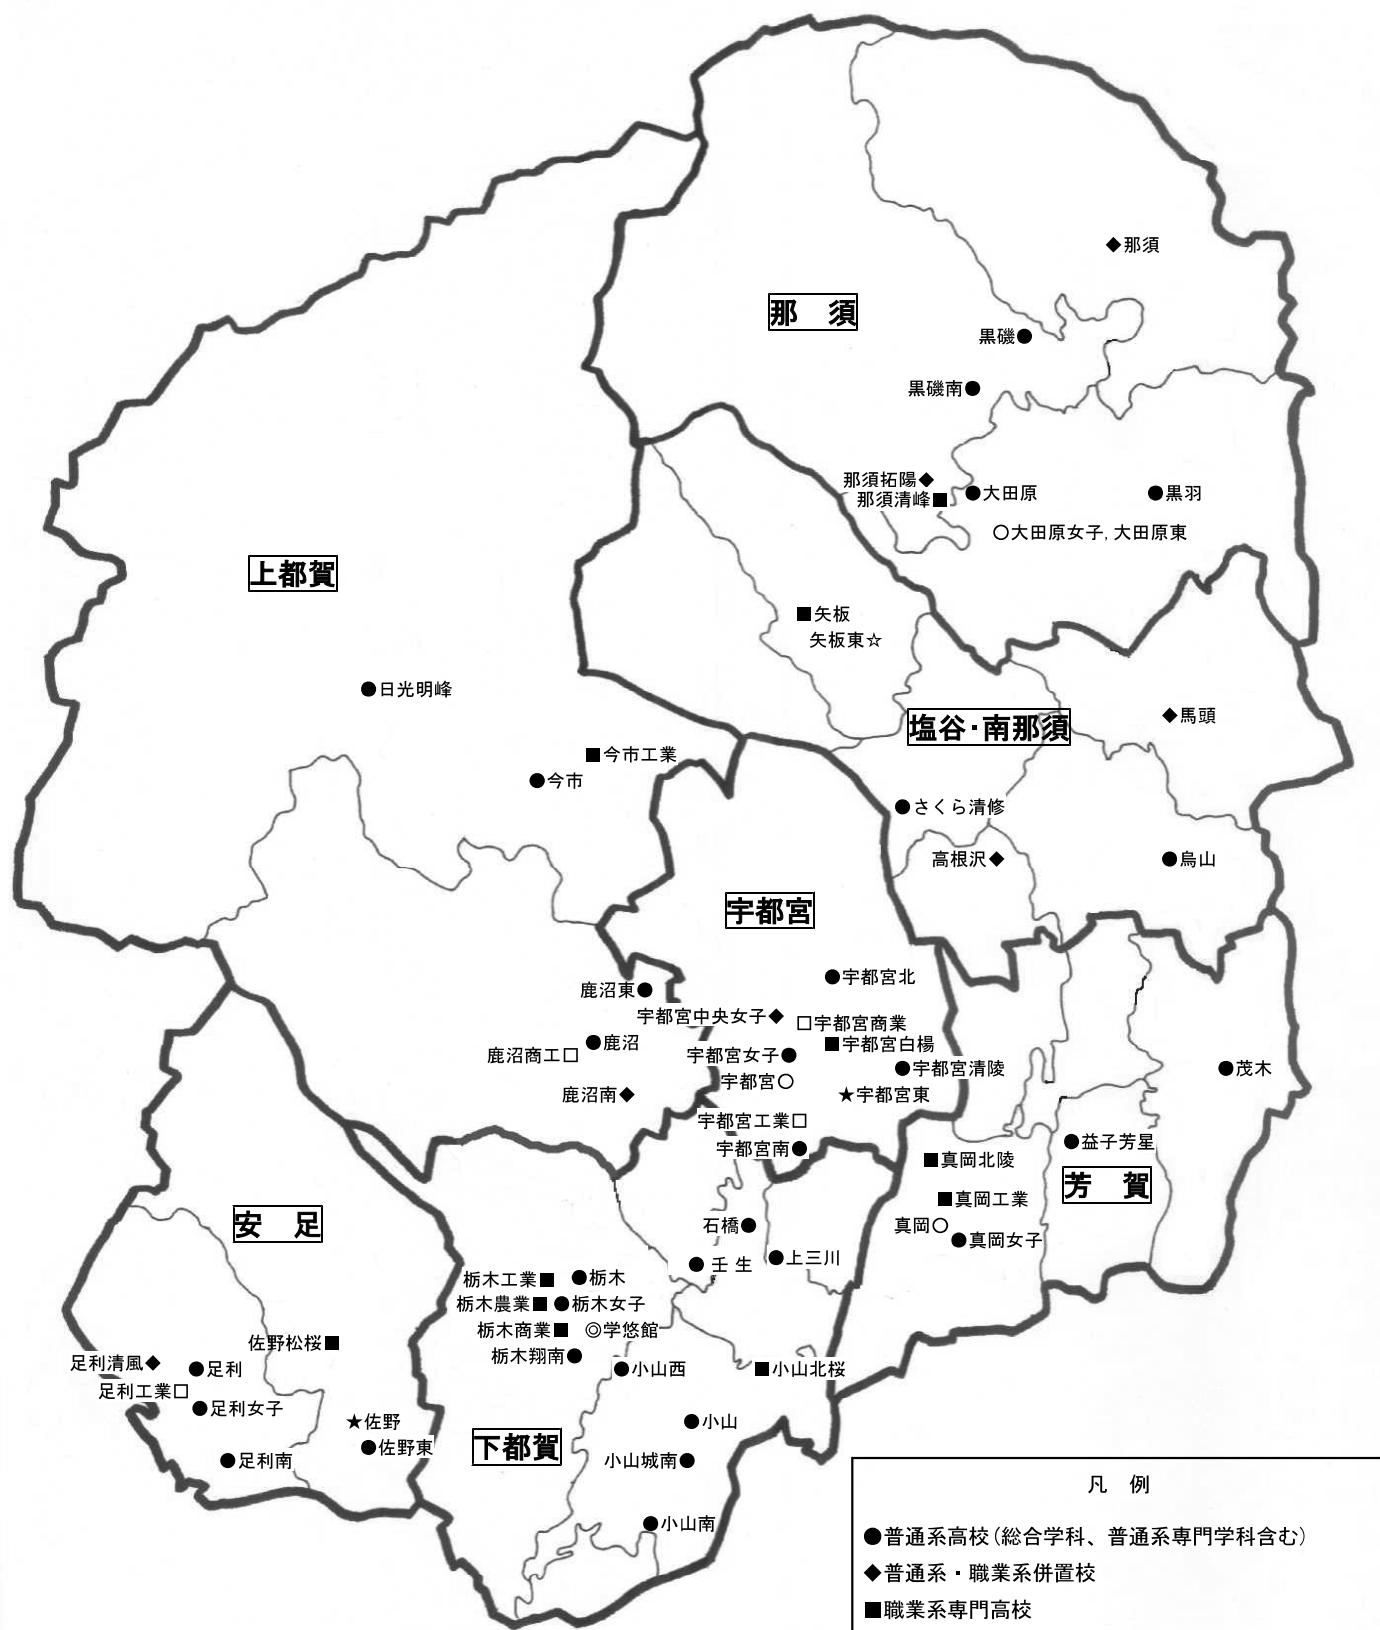 ◆那須
那　須
黒磯●
黒磯南●
那須拓陽◆
那須清峰■
●大田原
●黒羽
○大田原女子,大田原東
上都賀
■矢板
矢板東☆
●日光明峰
塩谷・南那須
◆馬頭
■今市工業
●今市
●さくら清修
高根沢◆
●烏山
宇都宮
●宇都宮北
鹿沼東●
宇都宮中央女子◆
□宇都宮商業
●鹿沼
鹿沼商工□
宇都宮女子●
■宇都宮白楊
●宇都宮清陵
●茂木
宇都宮○
鹿沼南◆
★宇都宮東
宇都宮工業□
宇都宮南●
●益子芳星
■真岡北陵
芳　賀
■真岡工業
真岡○
●真岡女子
安　足
石橋●
●上三川
●壬生
栃木工業■
●栃木
栃木農業■
●栃木女子
栃木商業■
◎学悠館
栃木翔南●
佐野松桜■
足利清風◆
●足利
足利工業□
●足利女子
●小山西
■小山北桜
★佐野
●佐野東
●足利南
下都賀
●小山
小山城南●
●小山南
凡　例
●普通系高校(総合学科、普通系専門学科含む)
◆普通系・職業系併置校
■職業系専門高校